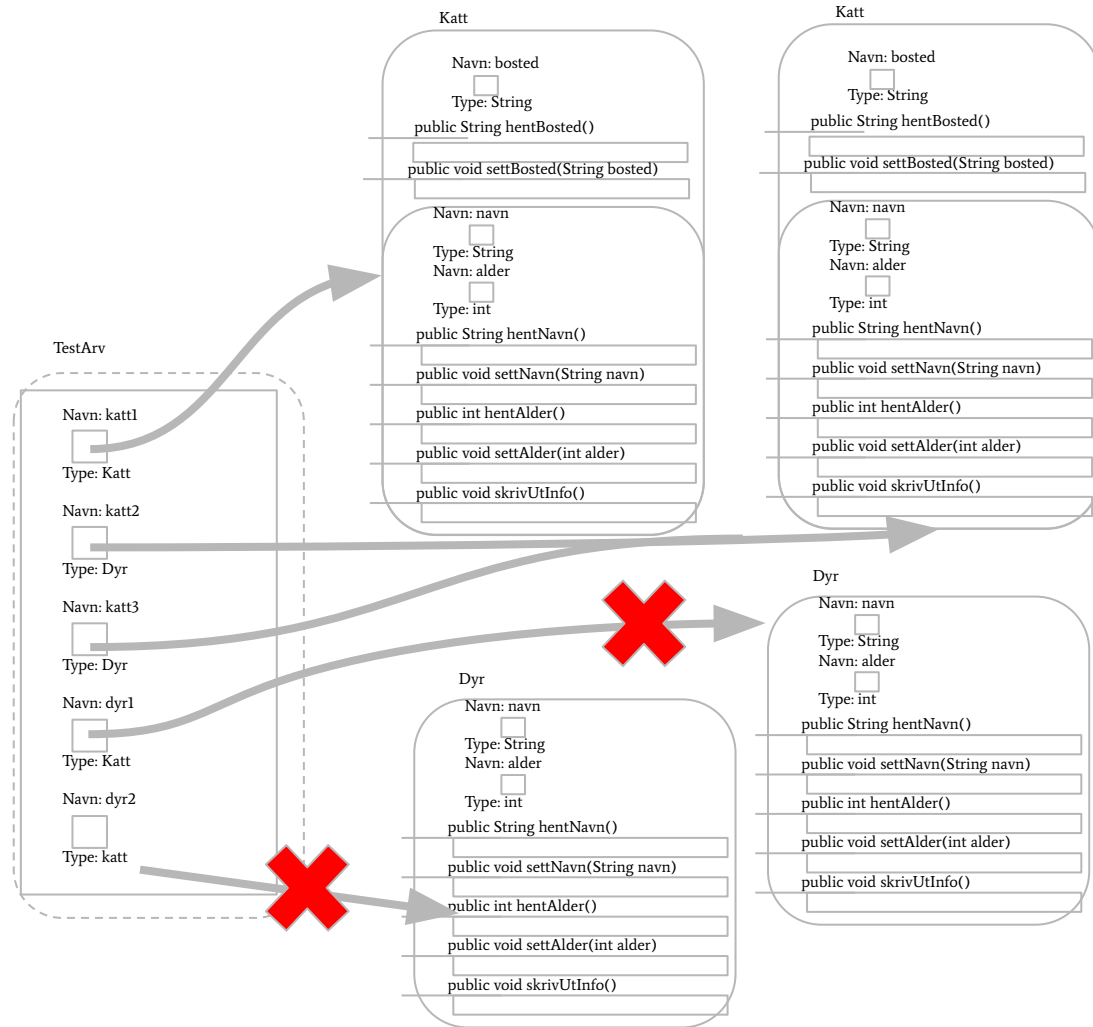 Katt
Navn: bosted
Type: String
public String hentBosted()
public void settBosted(String bosted)
Navn: navn
Type: String
Navn: alder
Type: int
public String hentNavn()
public void settNavn(String navn)
public int hentAlder()
public void settAlder(int alder)
public void skrivUtInfo()
Katt
Navn: bosted
Type: String
public String hentBosted()
public void settBosted(String bosted)
Navn: navn
Type: String
Navn: alder
Type: int
public String hentNavn()
public void settNavn(String navn)
public int hentAlder()
public void settAlder(int alder)
public void skrivUtInfo()
TestArv
Navn: katt1
Type: Katt
Navn: katt2
Type: Dyr
Navn: katt3
Type: Dyr
Navn: dyr1
Type: Katt
Navn: dyr2
Type: katt
Dyr
Navn: navn
Type: String
Navn: alder
Type: int
public String hentNavn()
public void settNavn(String navn)
public int hentAlder()
public void settAlder(int alder)
public void skrivUtInfo()
Dyr
Navn: navn
Type: String
Navn: alder
Type: int
public String hentNavn()
public void settNavn(String navn)
public int hentAlder()
public void settAlder(int alder)
public void skrivUtInfo()